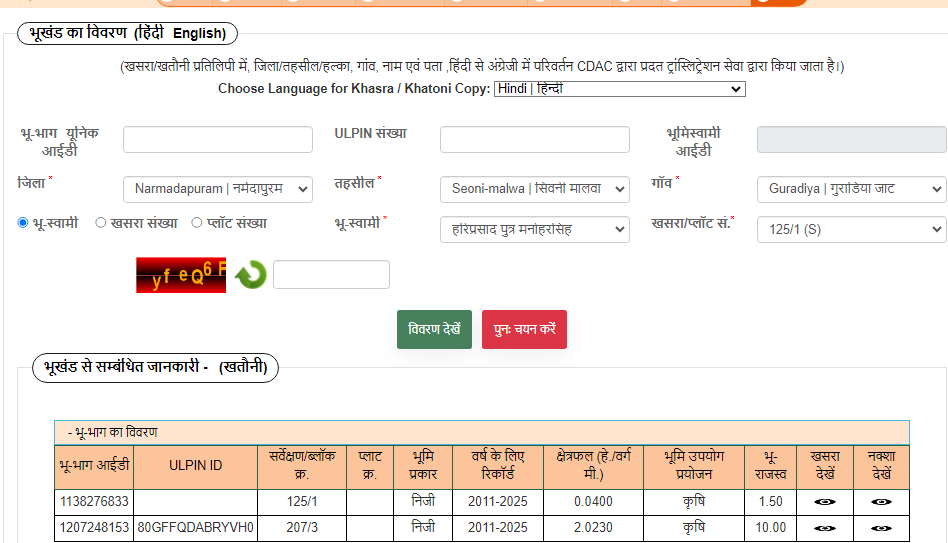 भूखंड का विवरण (हिंदी English)
(खसरा/खतौनी प्रतिलिपी में, जिला/तहसील/हल्का, गांव, नाम एवं पता ,हिंदी से अंग्रेजी में परिवर्तन CDAC द्वारा प्रदत ट्रांस्लिट्रेशन सेवा द्वारा किया जाता है।)
Choose Language for Khasra / Khatoni Copy: Hindi | हिन्दी
भू-भाग यूनिक आईडी ULPIN संख्या भूमिस्वामी आईडी
जिला * Narmadapuram | नर्मदापुरम तहसील * Seoni-malwa | सिवनी मालवा गाँव * Guradiya | गुराडिया जाट
भू-स्वामी खसरा संख्या प्लॉट संख्या भू-स्वामी * हरिप्रसाद पुत्र मनोहरसिंह खसरा/प्लॉट सं.* 125/1 (S)
yfeQ6F
विवरण देखें पुनः चयन करें
भूखंड से सम्बंधित जानकारी - (खतौनी)
- भू-भाग का विवरण
भू-भाग आईडी ULPIN ID सर्वेक्षण/ब्लॉक क्र. प्लाट क्र. भूमि प्रकार वर्ष के लिए रिकॉर्ड क्षेत्रफल (हे./वर्ग मी.) भूमि उपयोग प्रयोजन भू-राजस्व खसरा देखें नक्शा देखें
1138276833 125/1 निजी 2011-2025 0.0400 कृषि 1.50
1207248153 80GFFQDABRYVH0 207/3 निजी 2011-2025 2.0230 कृषि 10.00